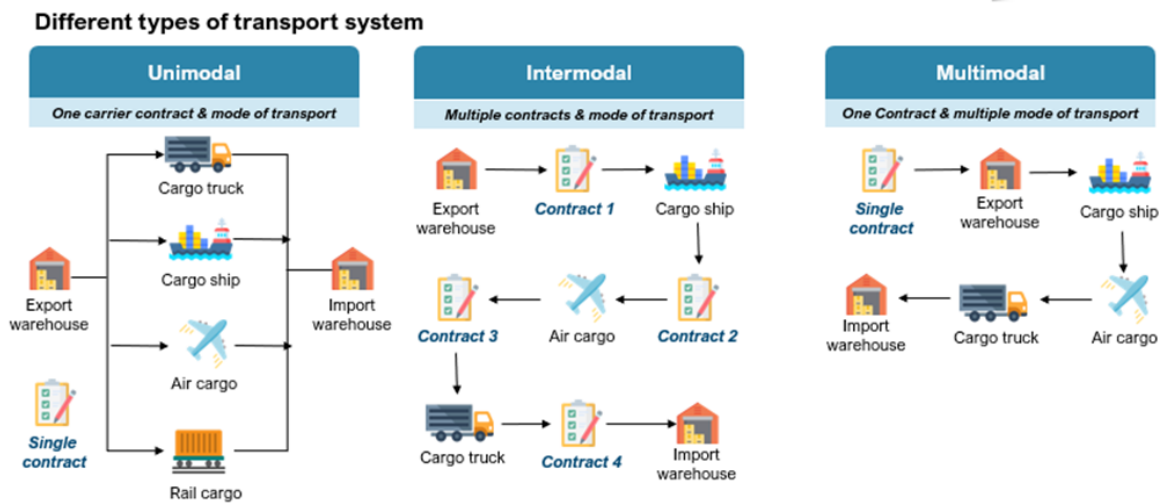 Different types of transport system
Unimodal
One carrier contract & mode of transport
Cargo truck
Cargo ship
Export
warehouse
Import
warehouse
Air cargo
Single
contract
Rail cargo
Intermodal
Multiple contracts & mode of transport
Export
warehouse
Contract 1
Cargo ship
Contract 3
Air cargo
Contract 2
Cargo truck
Contract 4
Import
warehouse
Multimodal
One Contract & multiple mode of transport
Single
contract
Export
warehouse
Cargo ship
Import
warehouse
Cargo truck
Air cargo